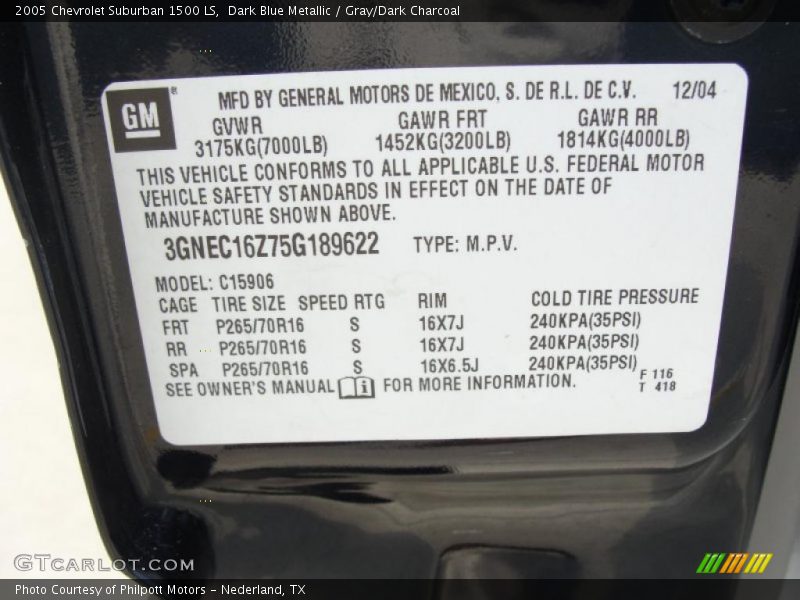 2005 Chevrolet Suburban 1500 LS,  Dark Blue Metallic / Gray/Dark Charcoal
GM ®
MFD BY GENERAL MOTORS DE MEXICO, S. DE R.L. DE C.V. 12/04
GVWR GAWR FRT GAWR RR
3175KG(7000LB) 1452KG(3200LB) 1814KG(4000LB)
THIS VEHICLE CONFORMS TO ALL APPLICABLE U.S. FEDERAL MOTOR
VEHICLE SAFETY STANDARDS IN EFFECT ON THE DATE OF
MANUFACTURE SHOWN ABOVE.
3GNEC16Z75G189622 TYPE: M.P.V.
MODEL: C15906
CAGE TIRE SIZE SPEED RTG RIM COLD TIRE PRESSURE
FRT P265/70R16 S 16X7J 240KPA(35PSI)
RR P265/70R16 S 16X7J 240KPA(35PSI)
SPA P265/70R16 S 16X6.5J 240KPA(35PSI)
SEE OWNER'S MANUAL FOR MORE INFORMATION.
F 116
T 418
GTCARLOT.COM
Photo Courtesy of Philpott Motors - Nederland, TX